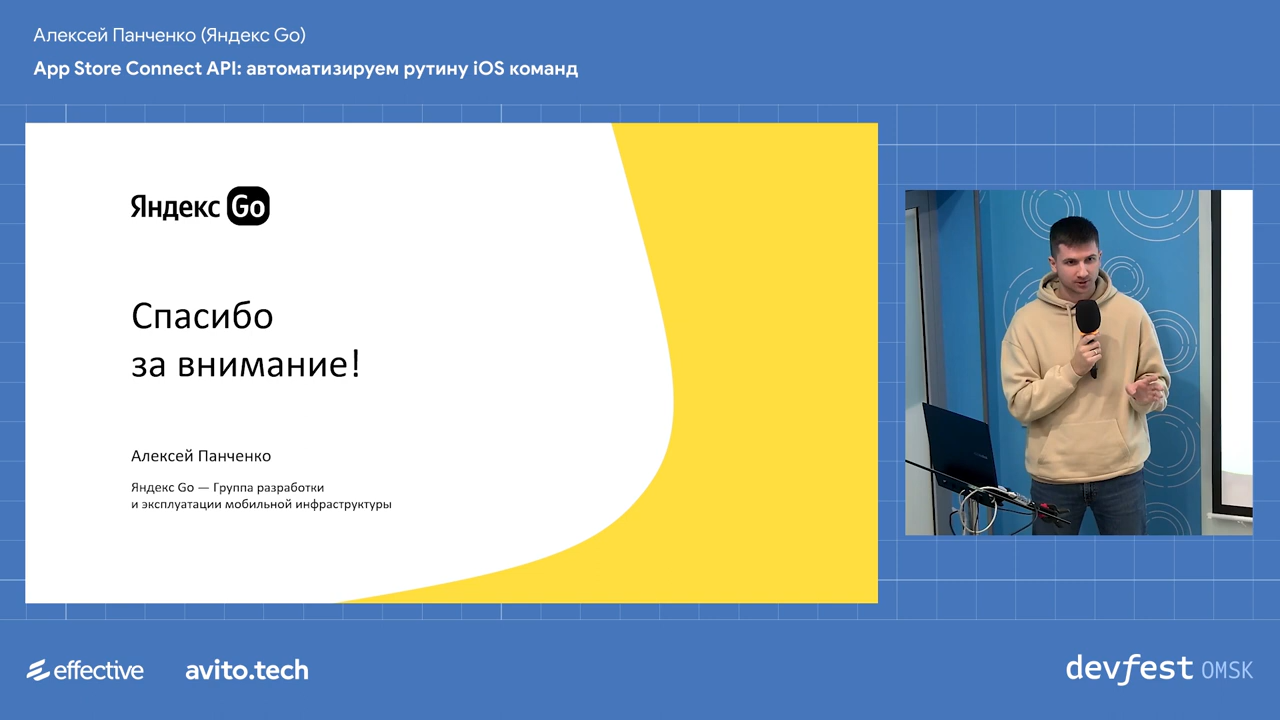 Алексей Панченко (Яндекс Go)
App Store Connect API: автоматизируем рутину iOS команд
Яндекс Go
Спасибо
за внимание!
Алексей Панченко
Яндекс Go — Группа разработки
и эксплуатации мобильной инфраструктуры
effective
avito.tech
devfest OMSK